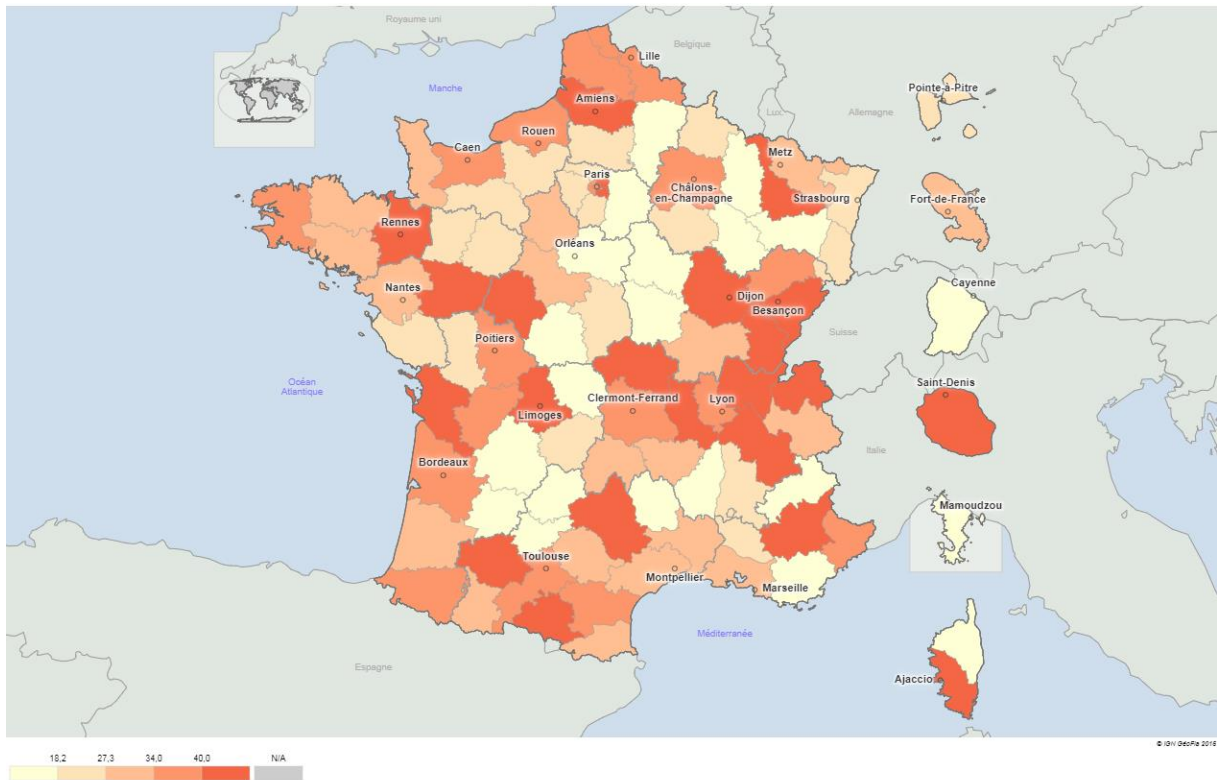 Royaume uni
Belgique
Lille
Manche
Amiens
Lux.
Allemagne
Pointe-à-Pitre
Rouen
Caen
Metz
Paris
Châlons-
en-Champagne
Strasbourg
Fort-de-France
Rennes
Orléans
Nantes
Dijon
Besançon
Cayenne
Suisse
Poitiers
Océan
Atlantique
Saint-Denis
Clermont-Ferrand
Lyon
Limoges
Italie
Bordeaux
Mamoudzou
Toulouse
Montpellier
Marseille
Méditerranée
Espagne
Ajaccio
© IGN GéoFla 2015
18,2 27,3 34,0 40,0 N/A